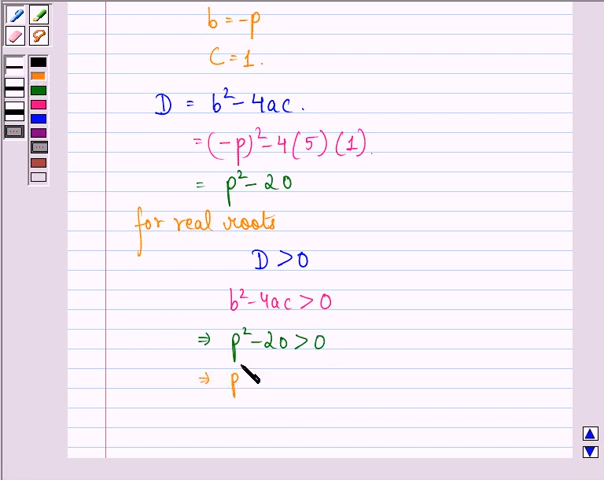 b = -p
C = 1.
D = b² - 4ac.
= (-p)² - 4(5)(1).
= p² - 20
for real roots
D > 0
b² - 4ac > 0
⇒ p² - 20 > 0
⇒ p